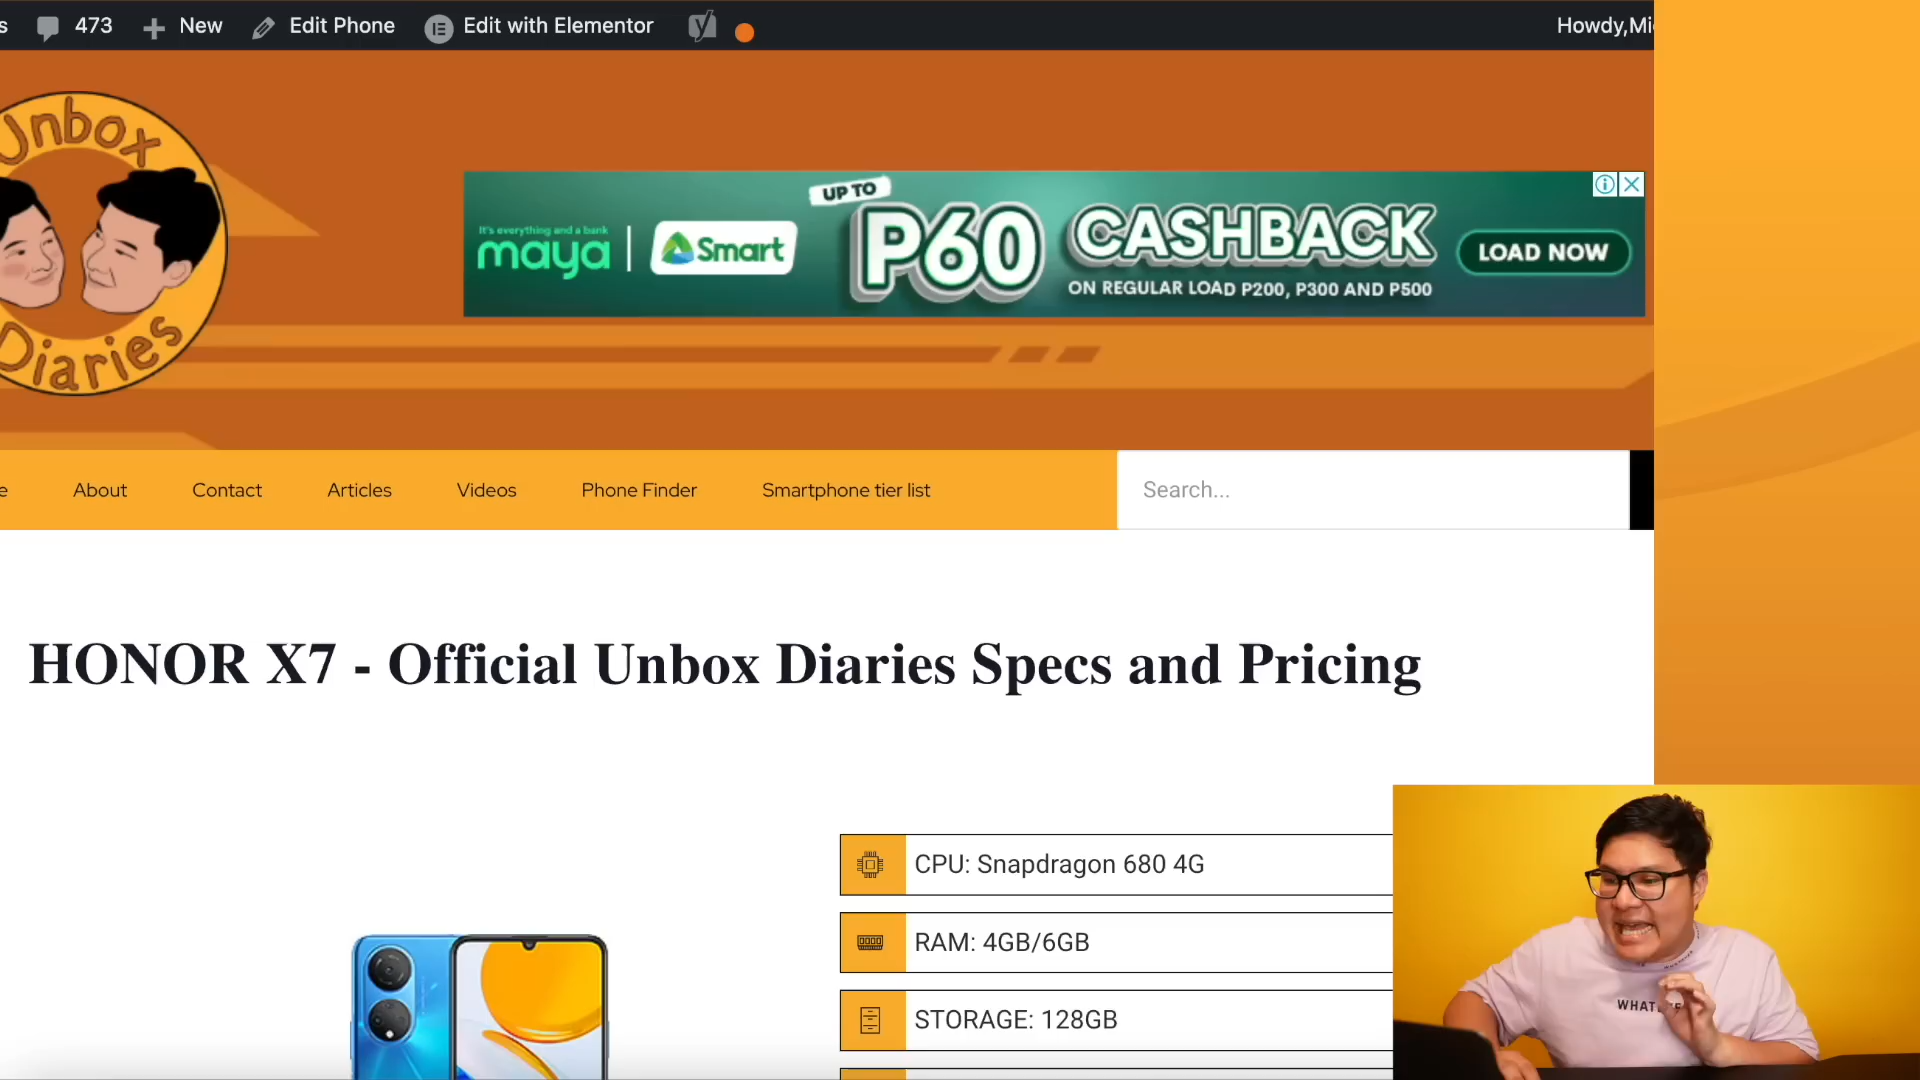 s 473 New Edit Phone Edit with Elementor
Howdy,Mi
Unbox
Diaries
It's everything and a bank
maya
Smart
UP TO
P60
CASHBACK
ON REGULAR LOAD P200, P300 AND P500
LOAD NOW
e About Contact Articles Videos Phone Finder Smartphone tier list
Search...
HONOR X7 - Official Unbox Diaries Specs and Pricing
CPU: Snapdragon 680 4G
RAM: 4GB/6GB
STORAGE: 128GB